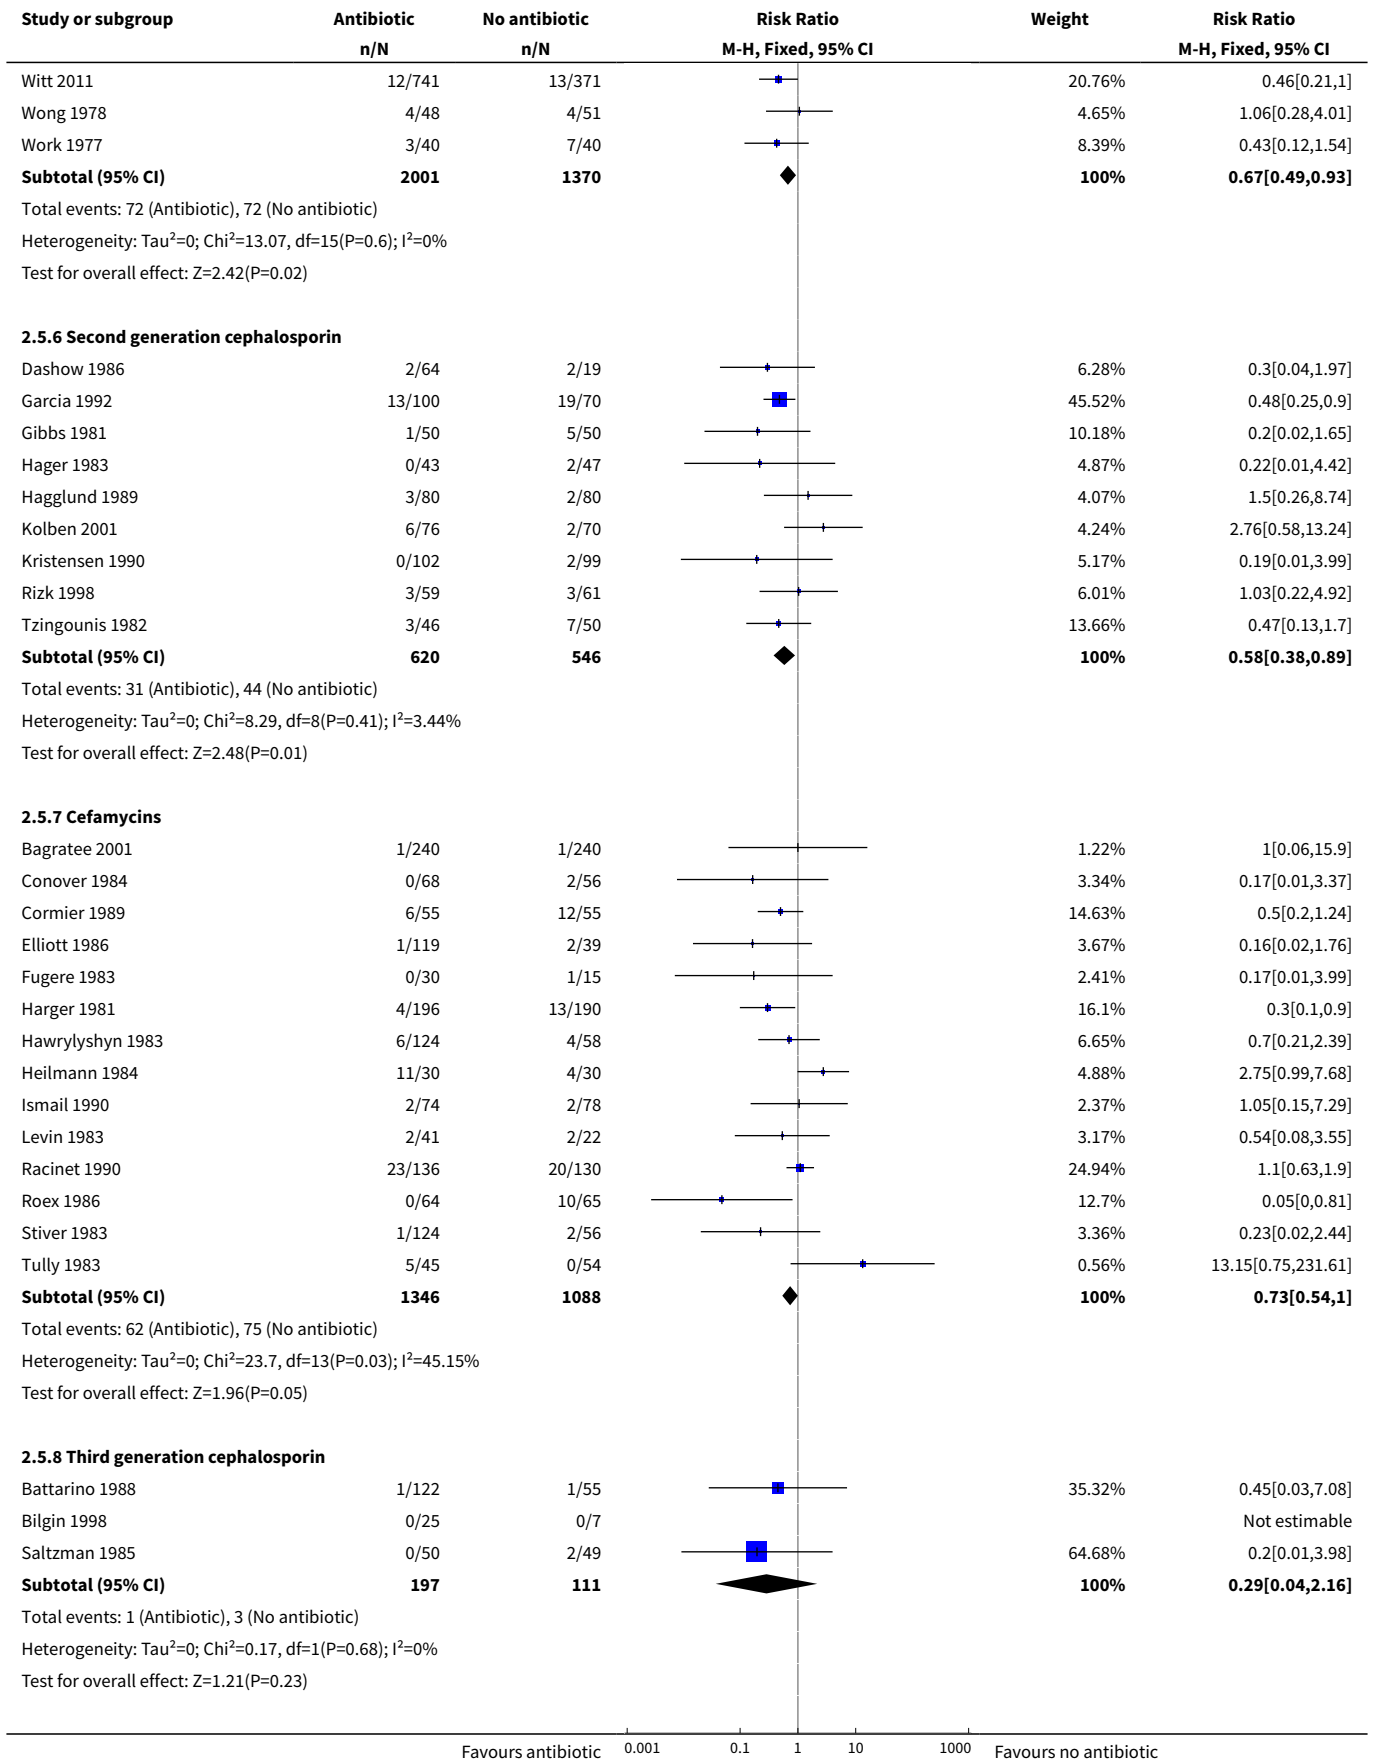 Study or subgroup Antibiotic No antibiotic Risk Ratio Weight Risk Ratio
n/N n/N M-H, Fixed, 95% CI M-H, Fixed, 95% CI
Witt 2011 12/741 13/371 20.76% 0.46[0.21,1]
Wong 1978 4/48 4/51 4.65% 1.06[0.28,4.01]
Work 1977 3/40 7/40 8.39% 0.43[0.12,1.54]
Subtotal (95% CI) 2001 1370 100% 0.67[0.49,0.93]
Total events: 72 (Antibiotic), 72 (No antibiotic)
Heterogeneity: Tau²=0; Chi²=13.07, df=15(P=0.6); I²=0%
Test for overall effect: Z=2.42(P=0.02)
2.5.6 Second generation cephalosporin
Dashow 1986 2/64 2/19 6.28% 0.3[0.04,1.97]
Garcia 1992 13/100 19/70 45.52% 0.48[0.25,0.9]
Gibbs 1981 1/50 5/50 10.18% 0.2[0.02,1.65]
Hager 1983 0/43 2/47 4.87% 0.22[0.01,4.42]
Hagglund 1989 3/80 2/80 4.07% 1.5[0.26,8.74]
Kolben 2001 6/76 2/70 4.24% 2.76[0.58,13.24]
Kristensen 1990 0/102 2/99 5.17% 0.19[0.01,3.99]
Rizk 1998 3/59 3/61 6.01% 1.03[0.22,4.92]
Tzingounis 1982 3/46 7/50 13.66% 0.47[0.13,1.7]
Subtotal (95% CI) 620 546 100% 0.58[0.38,0.89]
Total events: 31 (Antibiotic), 44 (No antibiotic)
Heterogeneity: Tau²=0; Chi²=8.29, df=8(P=0.41); I²=3.44%
Test for overall effect: Z=2.48(P=0.01)
2.5.7 Cefamycins
Bagratee 2001 1/240 1/240 1.22% 1[0.06,15.9]
Conover 1984 0/68 2/56 3.34% 0.17[0.01,3.37]
Cormier 1989 6/55 12/55 14.63% 0.5[0.2,1.24]
Elliott 1986 1/119 2/39 3.67% 0.16[0.02,1.76]
Fugere 1983 0/30 1/15 2.41% 0.17[0.01,3.99]
Harger 1981 4/196 13/190 16.1% 0.3[0.1,0.9]
Hawrylyshyn 1983 6/124 4/58 6.65% 0.7[0.21,2.39]
Heilmann 1984 11/30 4/30 4.88% 2.75[0.99,7.68]
Ismail 1990 2/74 2/78 2.37% 1.05[0.15,7.29]
Levin 1983 2/41 2/22 3.17% 0.54[0.08,3.55]
Racinet 1990 23/136 20/130 24.94% 1.1[0.63,1.9]
Roex 1986 0/64 10/65 12.7% 0.05[0,0.81]
Stiver 1983 1/124 2/56 3.36% 0.23[0.02,2.44]
Tully 1983 5/45 0/54 0.56% 13.15[0.75,231.61]
Subtotal (95% CI) 1346 1088 100% 0.73[0.54,1]
Total events: 62 (Antibiotic), 75 (No antibiotic)
Heterogeneity: Tau²=0; Chi²=23.7, df=13(P=0.03); I²=45.15%
Test for overall effect: Z=1.96(P=0.05)
2.5.8 Third generation cephalosporin
Battarino 1988 1/122 1/55 35.32% 0.45[0.03,7.08]
Bilgin 1998 0/25 0/7 Not estimable
Saltzman 1985 0/50 2/49 64.68% 0.2[0.01,3.98]
Subtotal (95% CI) 197 111 100% 0.29[0.04,2.16]
Total events: 1 (Antibiotic), 3 (No antibiotic)
Heterogeneity: Tau²=0; Chi²=0.17, df=1(P=0.68); I²=0%
Test for overall effect: Z=1.21(P=0.23)
Favours antibiotic 0.001 0.1 1 10 1000 Favours no antibiotic